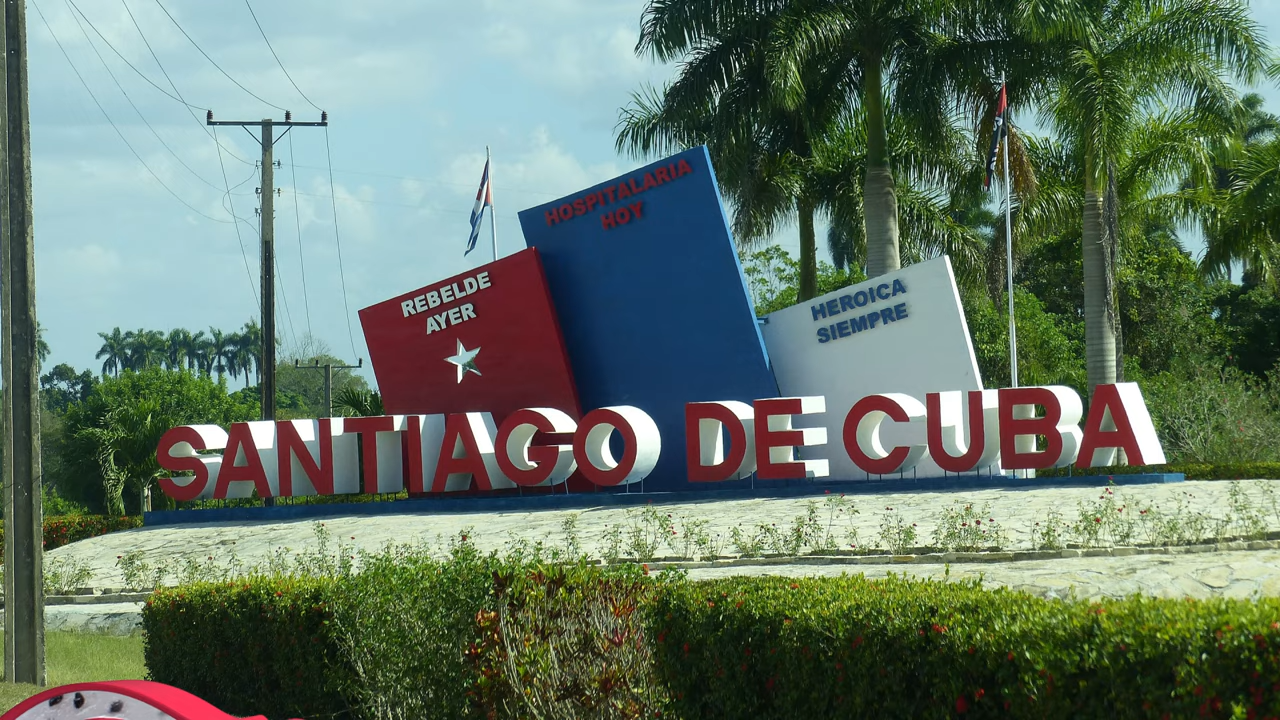 REBELDE
AYER
HOSPITALARIA
HOY
HEROICA
SIEMPRE
SANTIAGO DE CUBA